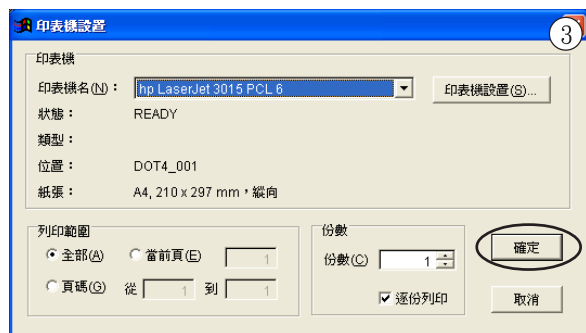 印表機設置
③
印表機
印表機名(N)： hp LaserJet 3015 PCL 6 印表機設置(S)...
狀態： READY
類型：
位置： DOT4_001
紙張： A4, 210 x 297 mm，縱向
列印範圍
全部(A) 當前頁(E) 1
頁碼(G) 從 1 到 1
份數
份數(C) 1
逐份列印
確定
取消